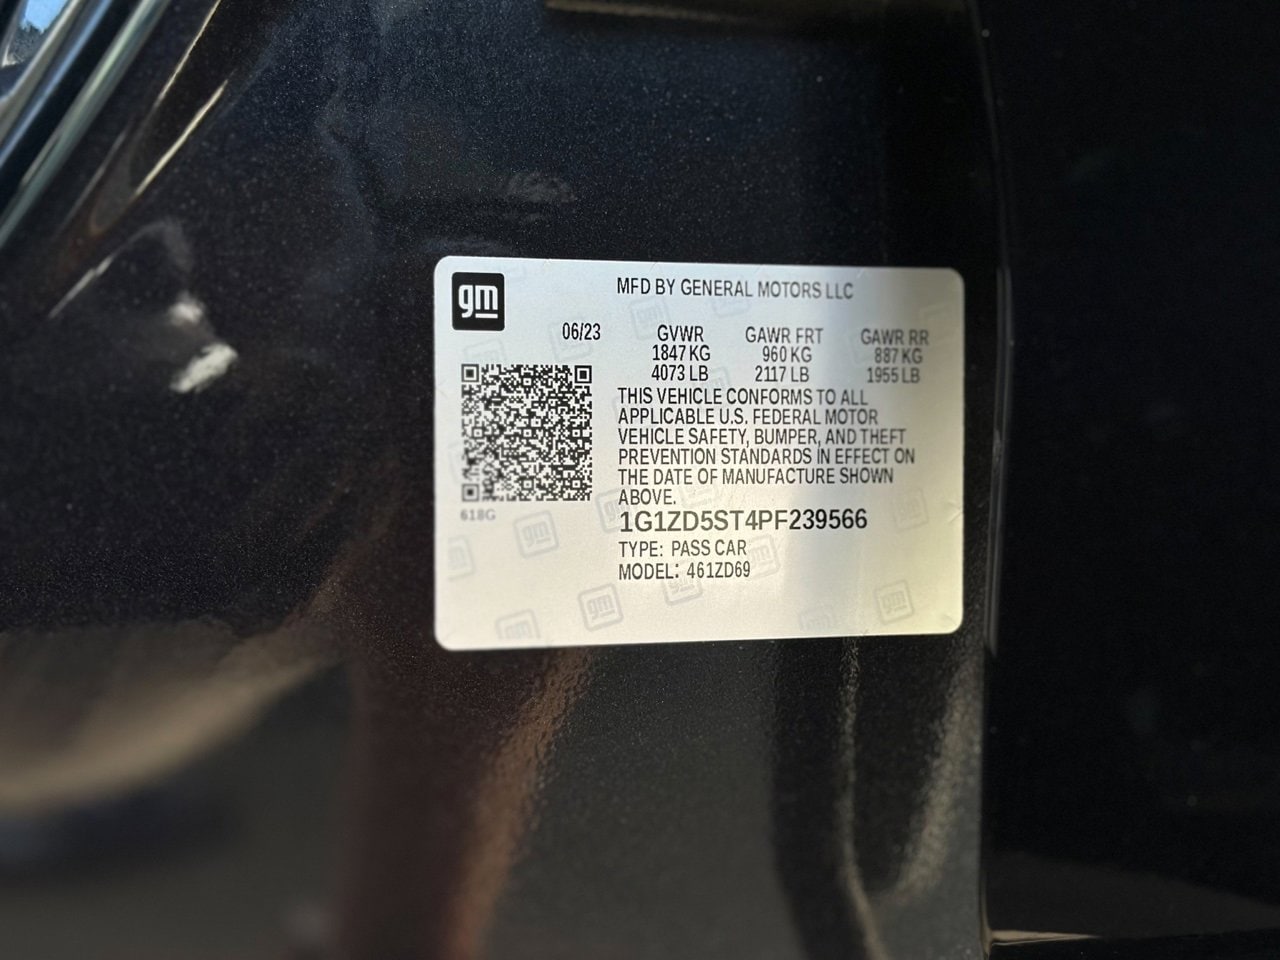 gm
MFD BY GENERAL MOTORS LLC
06/23 GVWR GAWR FRT GAWR RR
1847 KG 960 KG 887 KG
4073 LB 2117 LB 1955 LB
THIS VEHICLE CONFORMS TO ALL
APPLICABLE U.S. FEDERAL MOTOR
VEHICLE SAFETY, BUMPER, AND THEFT
PREVENTION STANDARDS IN EFFECT ON
THE DATE OF MANUFACTURE SHOWN
ABOVE.
618G
1G1ZD5ST4PF239566
TYPE: PASS CAR
MODEL: 461ZD69